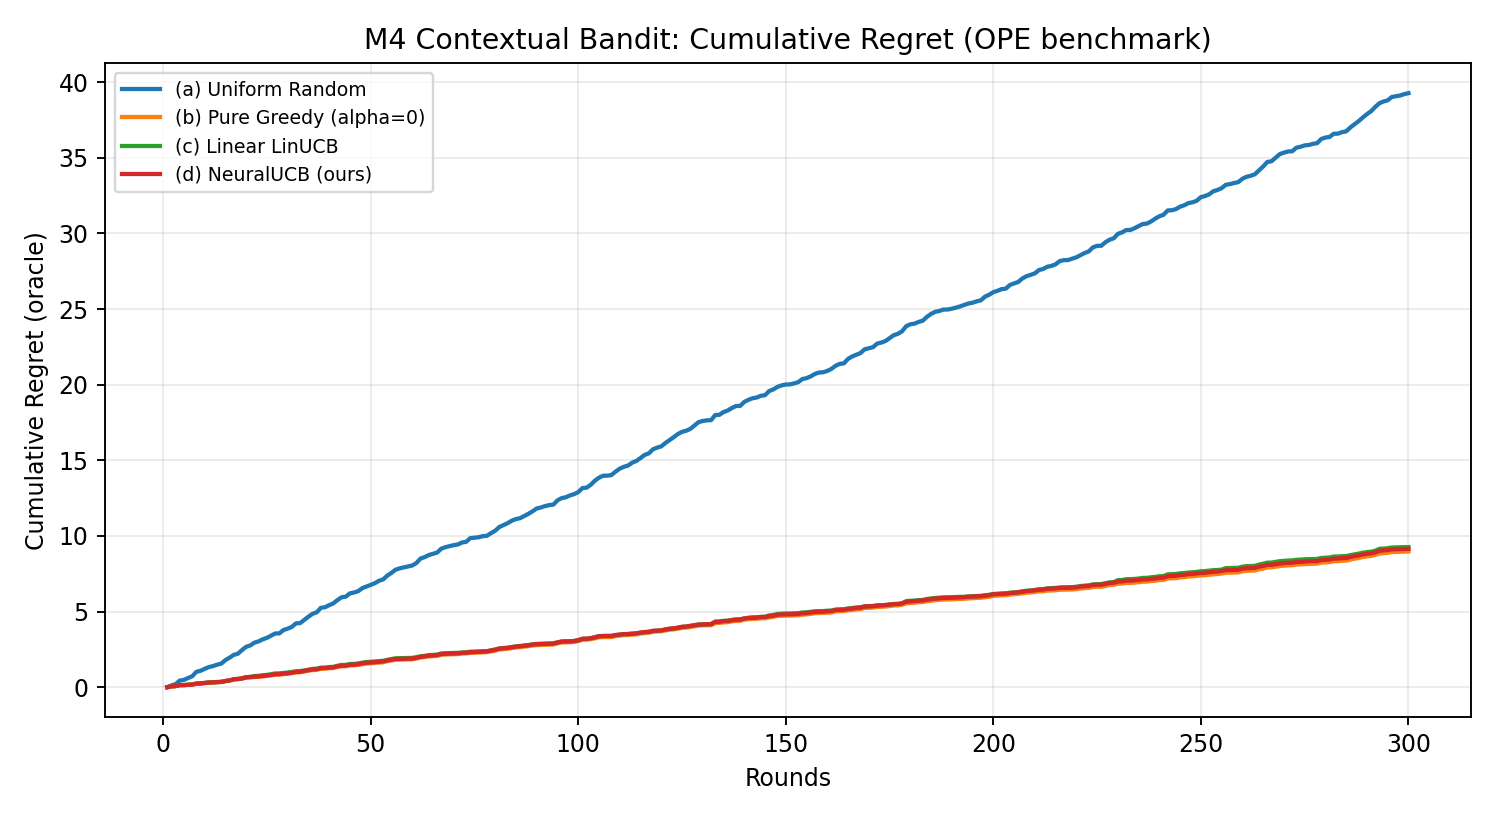 M4 Contextual Bandit: Cumulative Regret (OPE benchmark)
(a) Uniform Random
(b) Pure Greedy (alpha=0)
(c) Linear LinUCB
(d) NeuralUCB (ours)
Cumulative Regret (oracle)
40
35
30
25
20
15
10
5
0
0 50 100 150 200 250 300
Rounds